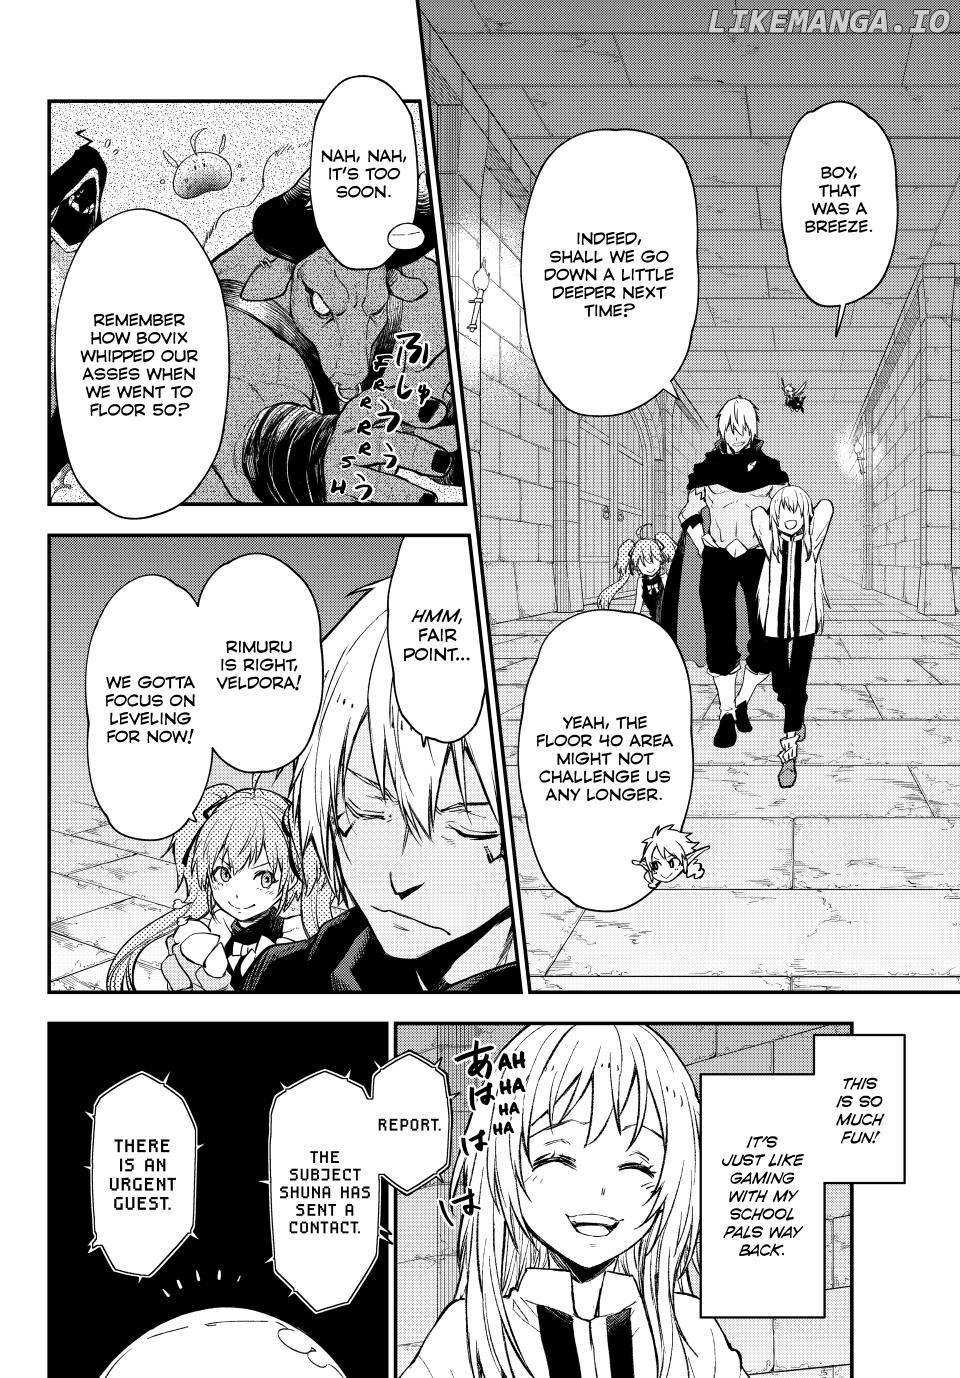 LIKEMANGA.IO
BOY,
THAT
WAS A
BREEZE.
INDEED,
SHALL WE GO
DOWN A LITTLE
DEEPER NEXT
TIME?
YEAH, THE
FLOOR 40 AREA
MIGHT NOT
CHALLENGE US
ANY LONGER.
NAH, NAH,
IT'S TOO
SOON.
REMEMBER
HOW BOVIX
WHIPPED OUR
ASSES WHEN
WE WENT TO
FLOOR 50?
ふしゅうううう
FRRRRSH
HMM,
FAIR
POINT...
RIMURU
IS RIGHT,
VELDORA!
WE GOTTA
FOCUS ON
LEVELING
FOR NOW!
THIS
IS SO
MUCH
FUN!
IT'S
JUST LIKE
GAMING
WITH MY
SCHOOL
PALS WAY
BACK.
あははは
AH
HA
HA
HA
REPORT.
THE
SUBJECT
SHUNA HAS
SENT A
CONTACT.
THERE
IS AN
URGENT
GUEST.